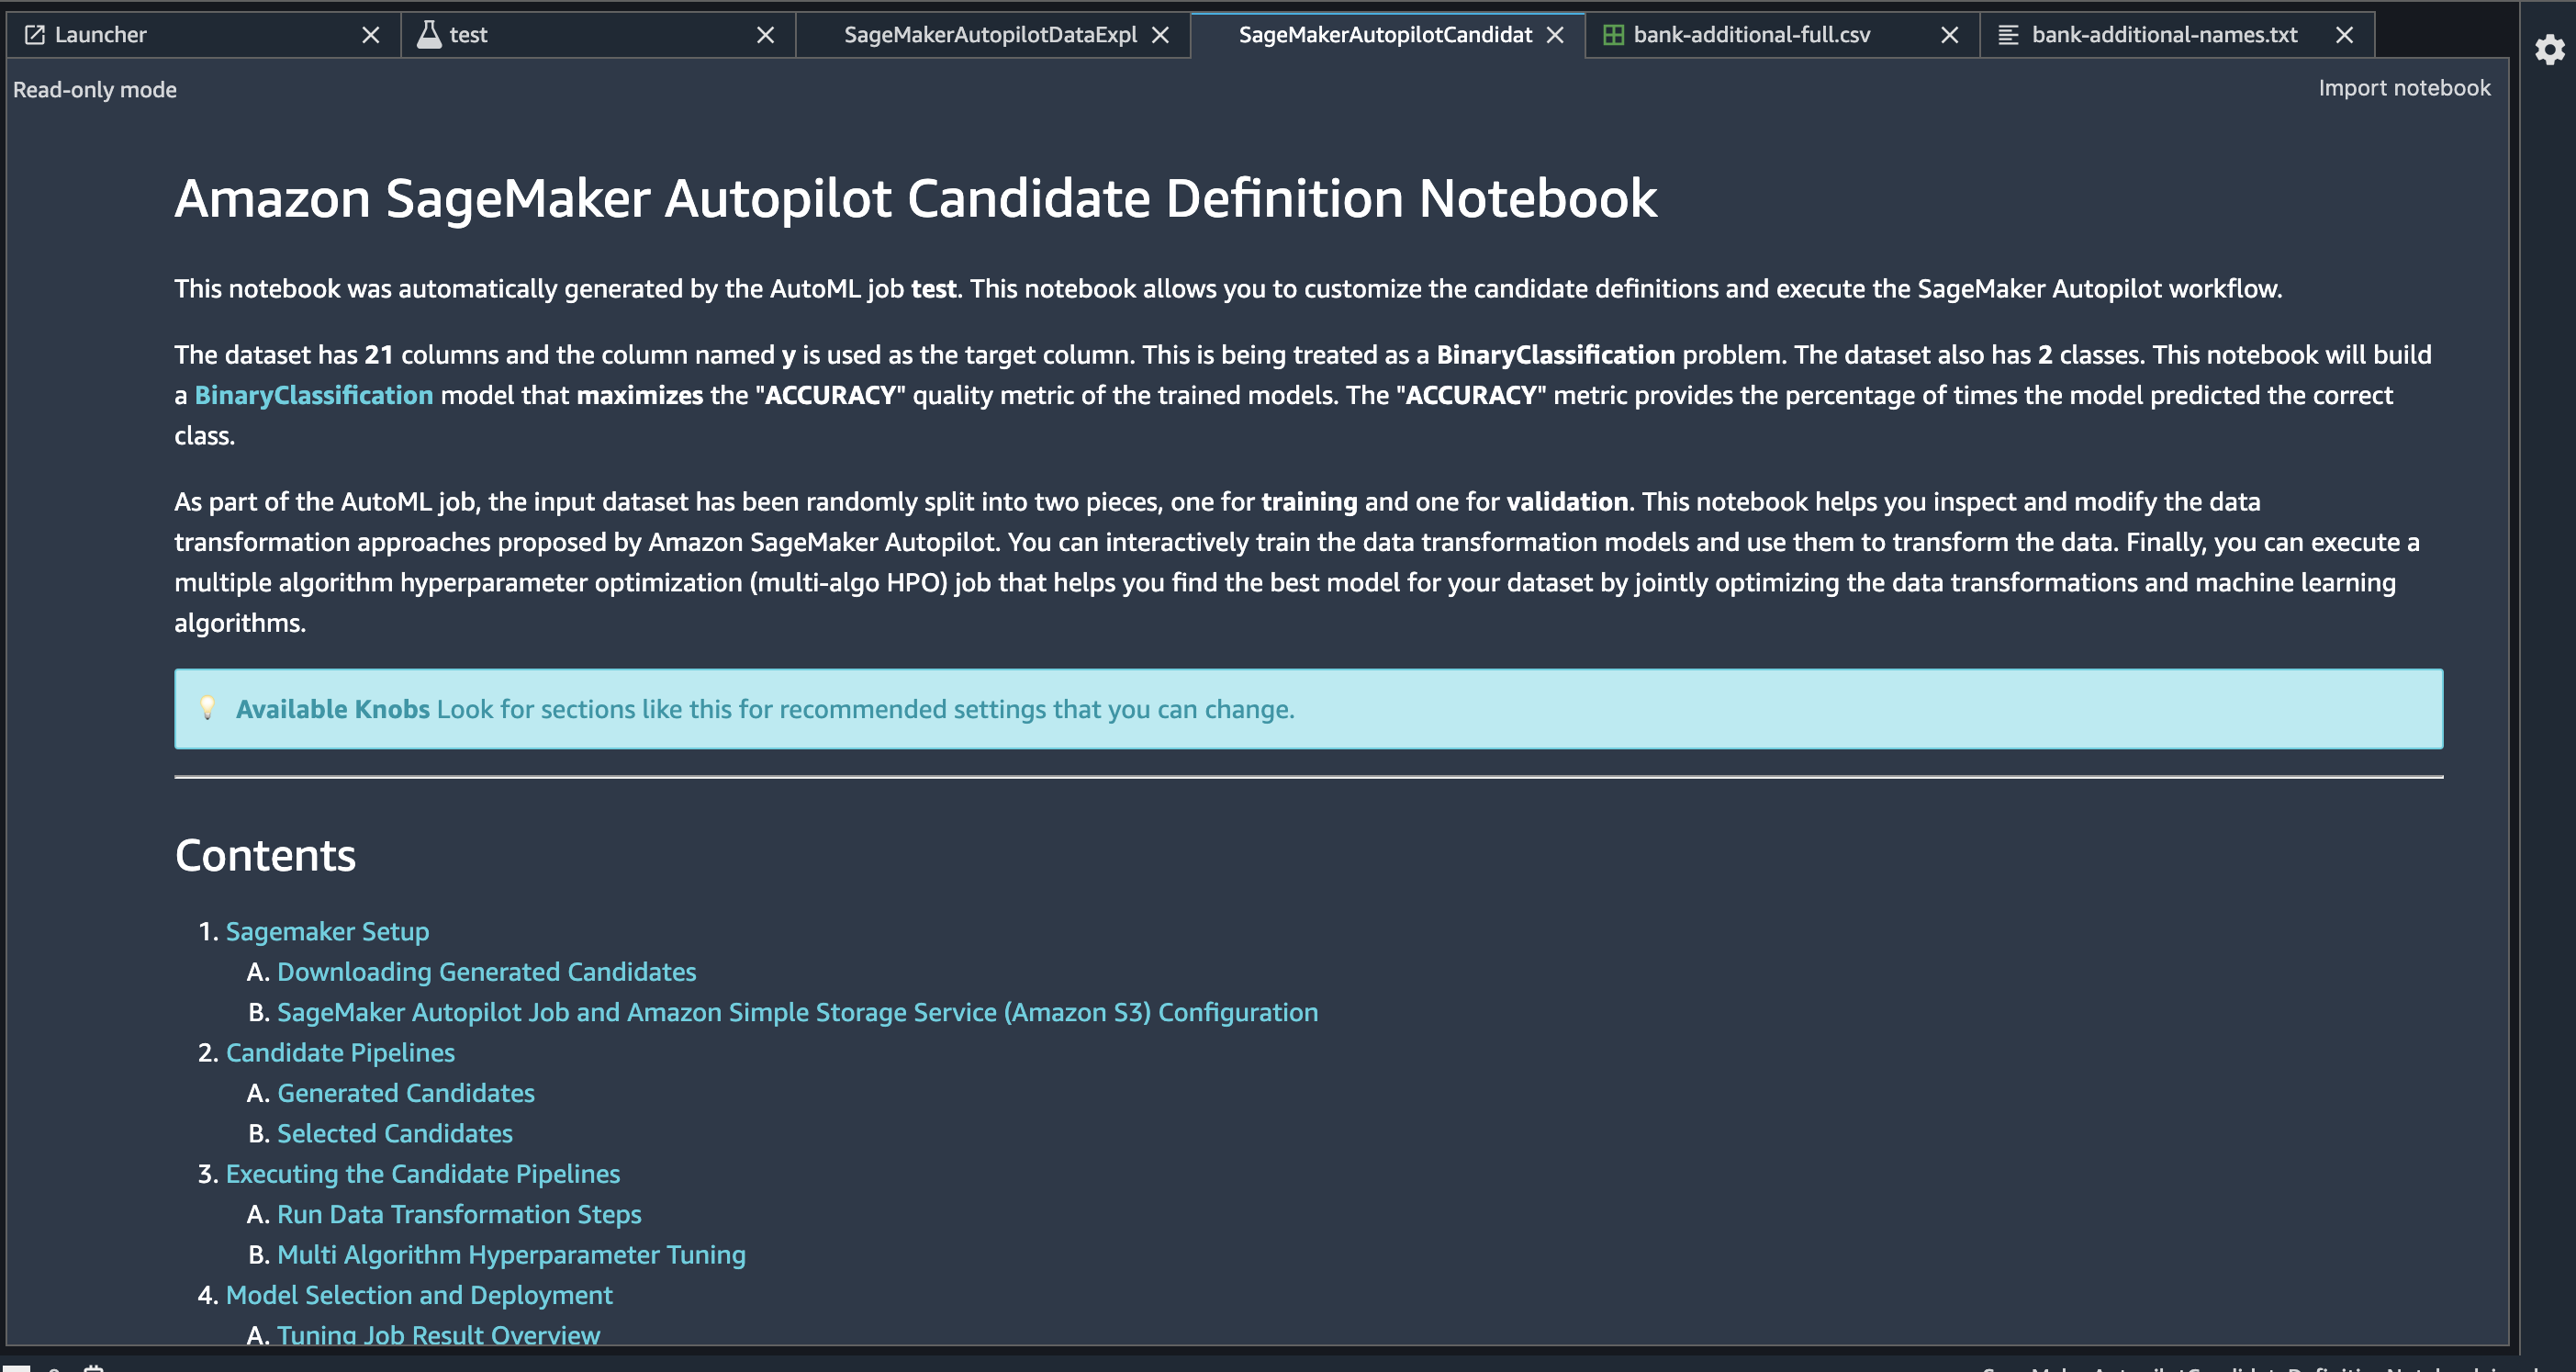 Launcher
test
SageMakerAutopilotDataExpl
SageMakerAutopilotCandidat
bank-additional-full.csv
bank-additional-names.txt
Read-only mode
Import notebook
Amazon SageMaker Autopilot Candidate Definition Notebook
This notebook was automatically generated by the AutoML job test. This notebook allows you to customize the candidate definitions and execute the SageMaker Autopilot workflow.
The dataset has 21 columns and the column named y is used as the target column. This is being treated as a BinaryClassification problem. The dataset also has 2 classes. This notebook will build
a BinaryClassification model that maximizes the "ACCURACY" quality metric of the trained models. The "ACCURACY" metric provides the percentage of times the model predicted the correct
class.
As part of the AutoML job, the input dataset has been randomly split into two pieces, one for training and one for validation. This notebook helps you inspect and modify the data
transformation approaches proposed by Amazon SageMaker Autopilot. You can interactively train the data transformation models and use them to transform the data. Finally, you can execute a
multiple algorithm hyperparameter optimization (multi-algo HPO) job that helps you find the best model for your dataset by jointly optimizing the data transformations and machine learning
algorithms.
Available Knobs Look for sections like this for recommended settings that you can change.
Contents
1. Sagemaker Setup
A. Downloading Generated Candidates
B. SageMaker Autopilot Job and Amazon Simple Storage Service (Amazon S3) Configuration
2. Candidate Pipelines
A. Generated Candidates
B. Selected Candidates
3. Executing the Candidate Pipelines
A. Run Data Transformation Steps
B. Multi Algorithm Hyperparameter Tuning
4. Model Selection and Deployment
A. Tuning Job Result Overview